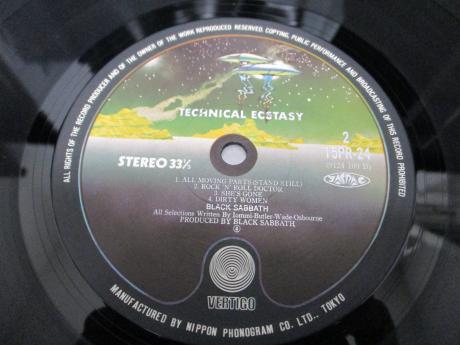 ALL RIGHTS OF THE RECORD PRODUCER AND OF THE OWNER OF THE WORK REPRODUCED RESERVED. COPYING, PUBLIC PERFORMANCE AND BROADCASTING OF THIS RECORD PROHIBITED
TECHNICAL ECSTASY
2
15PR-24
STEREO 33⅓
1. ALL MOVING PARTS (STAND STILL)
2. ROCK 'N' ROLL DOCTOR
3. SHE'S GONE
4. DIRTY WOMEN
BLACK SABBATH
All Selections Written By Iommi-Butler-Wade-Osbourne
PRODUCED BY BLACK SABBATH
VERTIGO
MANUFACTURED BY NIPPON PHONOGRAM CO. LTD., TOKYO